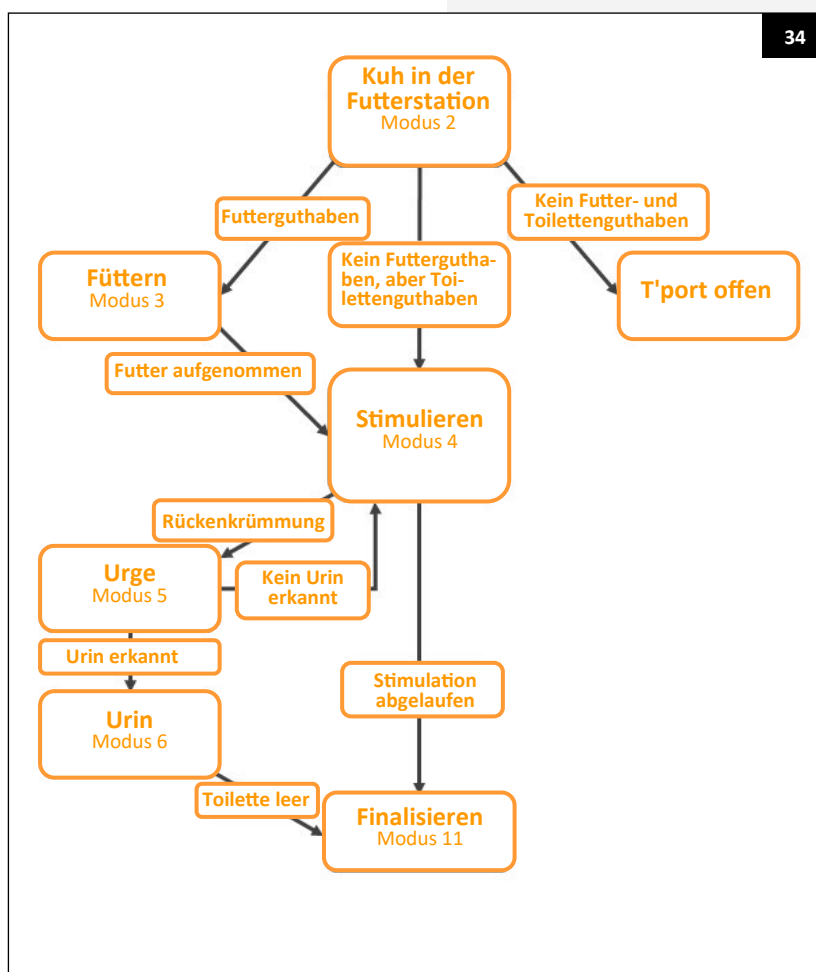 34
Kuh in der
Futterstation
Modus 2
Futterguthaben
Kein Futter- und
Toilettenguthaben
Kein Futtergutha-
ben, aber Toi-
lettenguthaben
Füttern
Modus 3
T'port offen
Futter aufgenommen
Stimulieren
Modus 4
Rückenkrümmung
Urge
Modus 5
Kein Urin
erkannt
Urin erkannt
Stimulation
abgelaufen
Urin
Modus 6
Toilette leer
Finalisieren
Modus 11